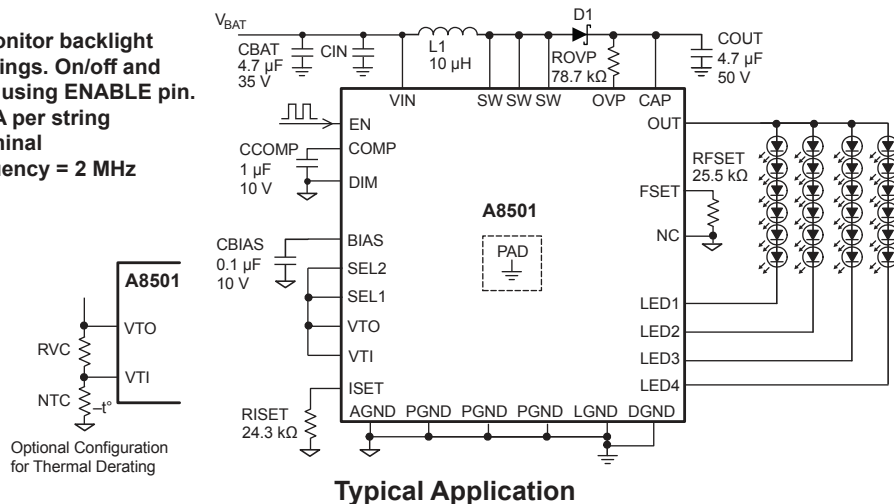 onitor backlight
ings. On/off and
using ENABLE pin.
A per string
inal
uency = 2 MHz
VBAT
CBAT
4.7 µF
35 V
CIN
L1
10 µH
D1
ROVP
78.7 kΩ
COUT
4.7 µF
50 V
VIN
SW SW SW
OVP
CAP
EN
COMP
DIM
BIAS
SEL2
SEL1
VTO
VTI
ISET
CCOMP
1 µF
10 V
CBIAS
0.1 µF
10 V
RISET
24.3 kΩ
A8501
PAD
OUT
FSET
NC
LED1
LED2
LED3
LED4
RFSET
25.5 kΩ
AGND PGND PGND PGND LGND DGND
A8501
VTO
VTI
RVC
NTC
–t°
Optional Configuration
for Thermal Derating
Typical Application